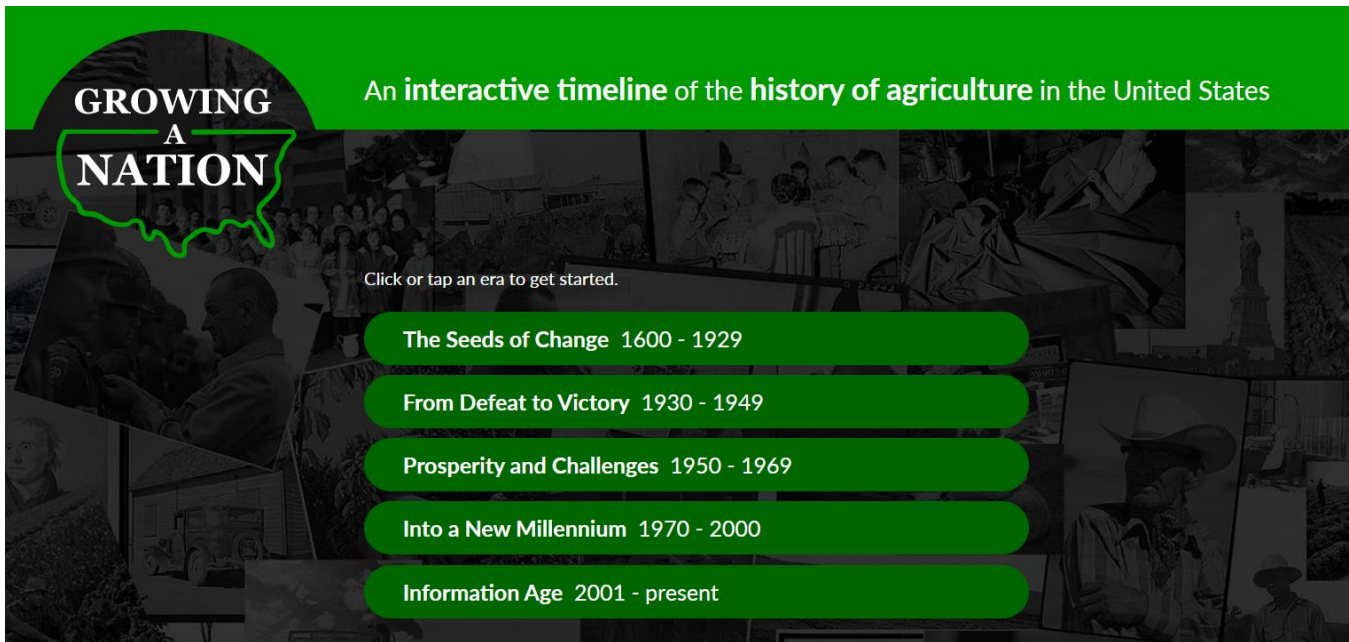 GROWING
A
NATION
An interactive timeline of the history of agriculture in the United States
Click or tap an era to get started.
The Seeds of Change 1600 - 1929
From Defeat to Victory 1930 - 1949
Prosperity and Challenges 1950 - 1969
Into a New Millennium 1970 - 2000
Information Age 2001 - present